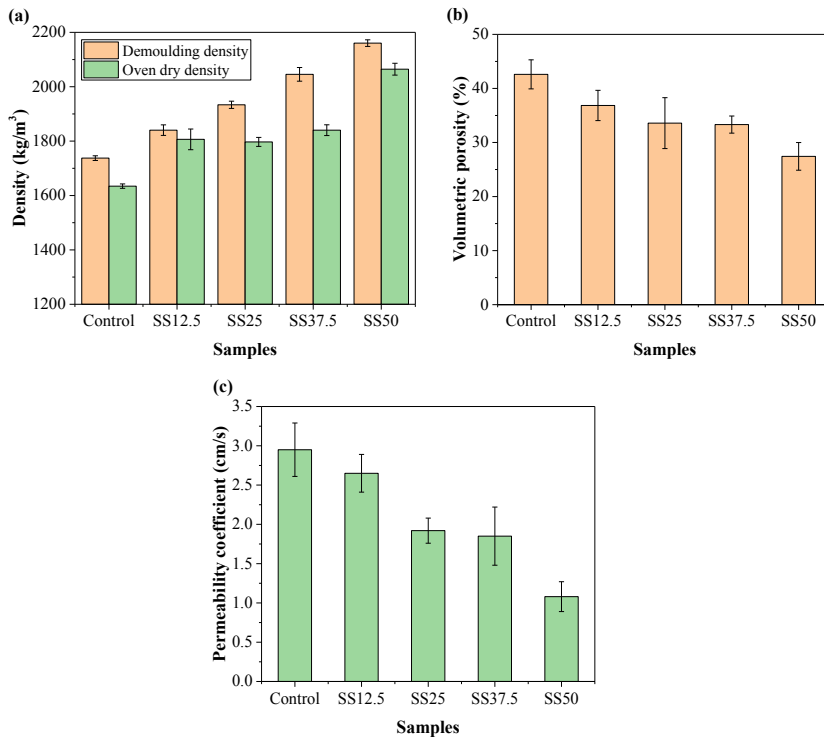 (a)
2200
2000
1800
1600
1400
1200
Density (kg/m³)
Demoulding density
Oven dry density
Control SS12.5 SS25 SS37.5 SS50
Samples
(b)
50
40
30
20
10
0
Volumetric porosity (%)
Control SS12.5 SS25 SS37.5 SS50
Samples
(c)
3.5
3.0
2.5
2.0
1.5
1.0
0.5
0.0
Permeability coefficient (cm/s)
Control SS12.5 SS25 SS37.5 SS50
Samples